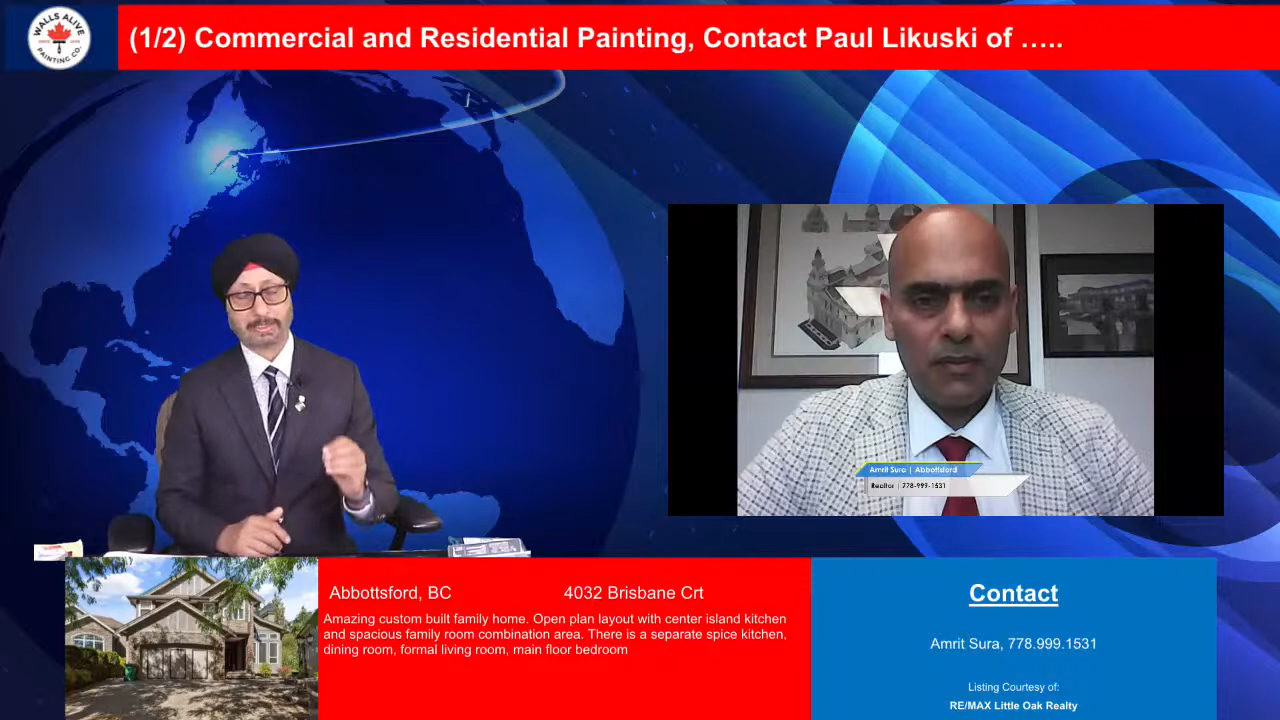 WALLS ALIVE
PAINTING CO.
(1/2) Commercial and Residential Painting, Contact Paul Likuski of …..
Amrit Sura | Abbottsford
Realtor | 778-999-1531
Abbottsford, BC
4032 Brisbane Crt
Amazing custom built family home. Open plan layout with center island kitchen
and spacious family room combination area. There is a separate spice kitchen,
dining room, formal living room, main floor bedroom
Contact
Amrit Sura, 778.999.1531
Listing Courtesy of:
RE/MAX Little Oak Realty